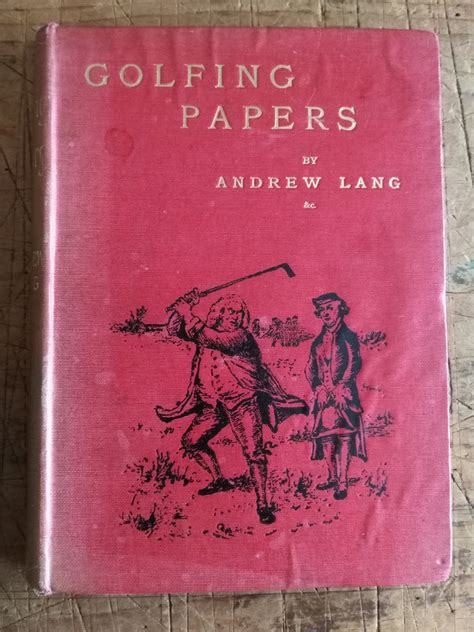 GOLFING
PAPERS
BY
ANDREW LANG
&c.